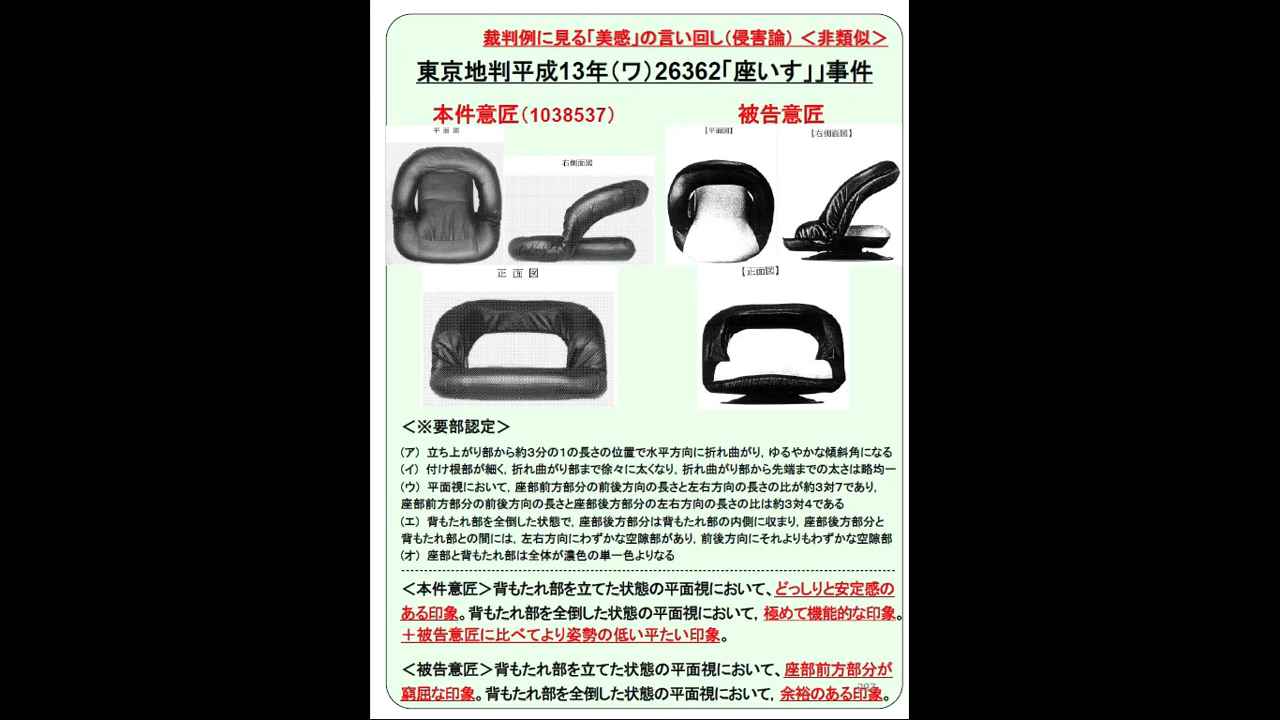 裁判例に見る「美感」の言い回し（侵害論）＜非類似＞
東京地判平成13年（ワ）26362「座いす」」事件
本件意匠（1038537）
被告意匠
平面図
右側面図
【平面図】
【右側面図】
正面図
【正面図】
＜※要部認定＞
（ア） 立ち上がり部から約３分の１の長さの位置で水平方向に折れ曲がり，ゆるやかな傾斜角になる
（イ） 付け根部が細く，折れ曲がり部まで徐々に太くなり，折れ曲がり部から先端までの太さは略均一
（ウ） 平面視において，座部前方部分の前後方向の長さと左右方向の長さの比が約３対７であり，
座部前方部分の前後方向の長さと座部後方部分の左右方向の長さの比は約３対４である
（エ） 背もたれ部を全倒した状態で，座部後方部分は背もたれ部の内側に収まり，座部後方部分と
背もたれ部との間には，左右方向にわずかな空隙部があり，前後方向にそれよりもわずかな空隙部
（オ） 座部と背もたれ部は全体が濃色の単一色よりなる
＜本件意匠＞背もたれ部を立てた状態の平面視において、どっしりと安定感の
ある印象。背もたれ部を全倒した状態の平面視において，極めて機能的な印象。
＋被告意匠に比べてより姿勢の低い平たい印象。
＜被告意匠＞背もたれ部を立てた状態の平面視において、座部前方部分が
窮屈な印象。背もたれ部を全倒した状態の平面視において，余裕のある印象。